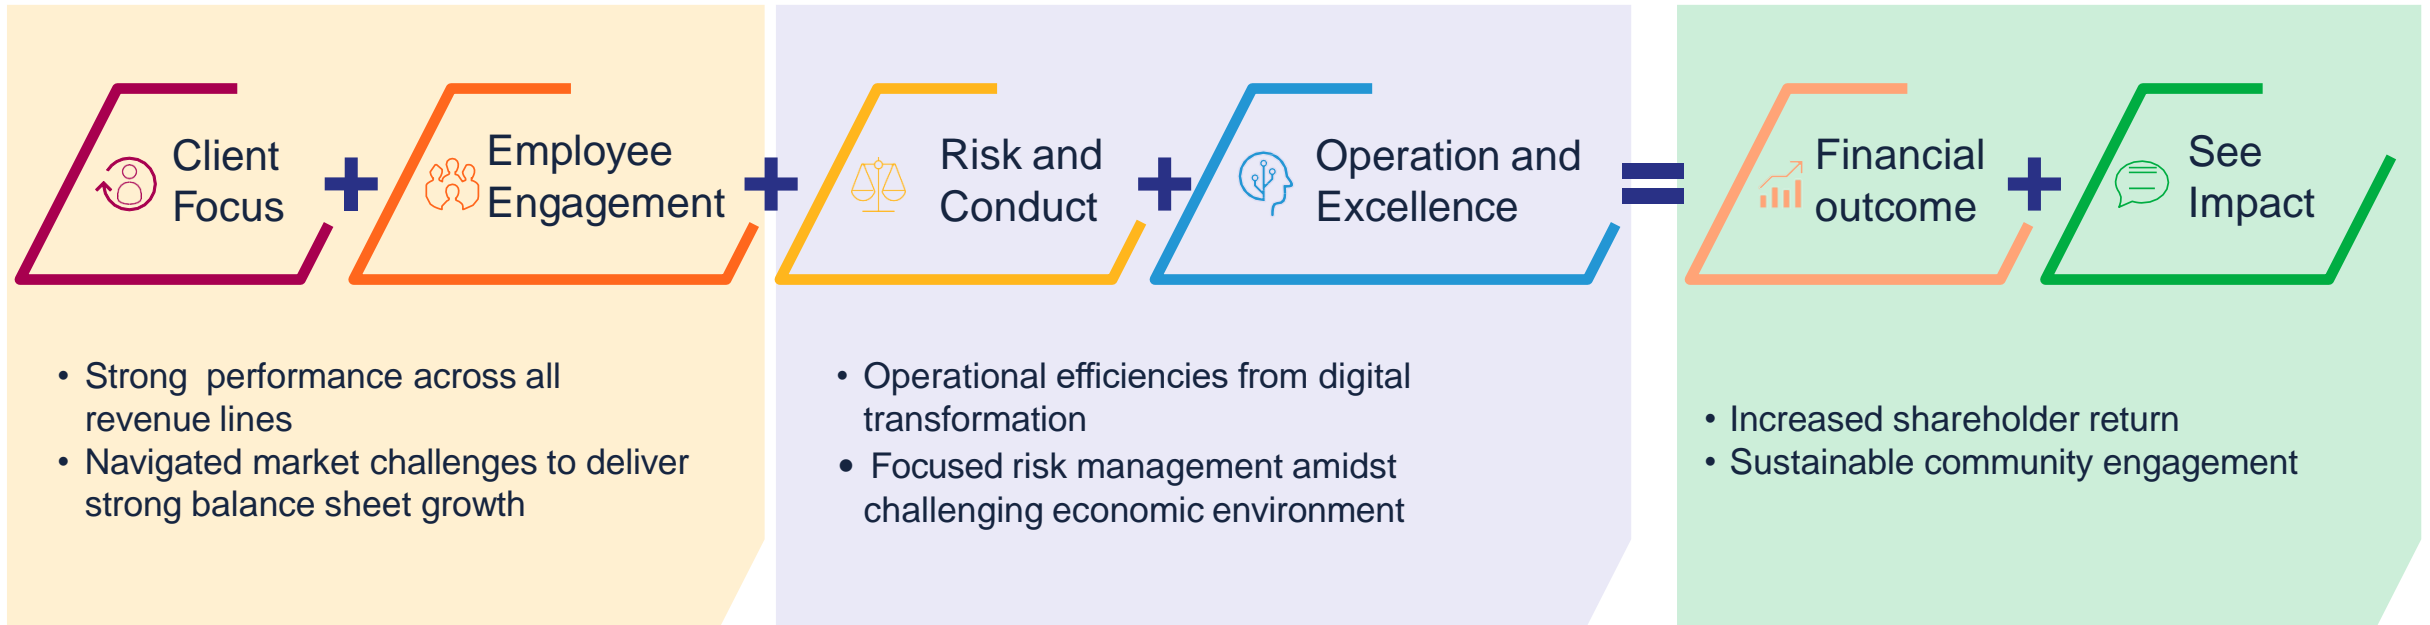 Client
Focus
+
Employee
Engagement
+
Risk and
Conduct
+
Operation and
Excellence
=
Financial
outcome
+
See
Impact
• Strong performance across all
revenue lines
• Navigated market challenges to deliver
strong balance sheet growth
• Operational efficiencies from digital
transformation
• Focused risk management amidst
challenging economic environment
• Increased shareholder return
• Sustainable community engagement